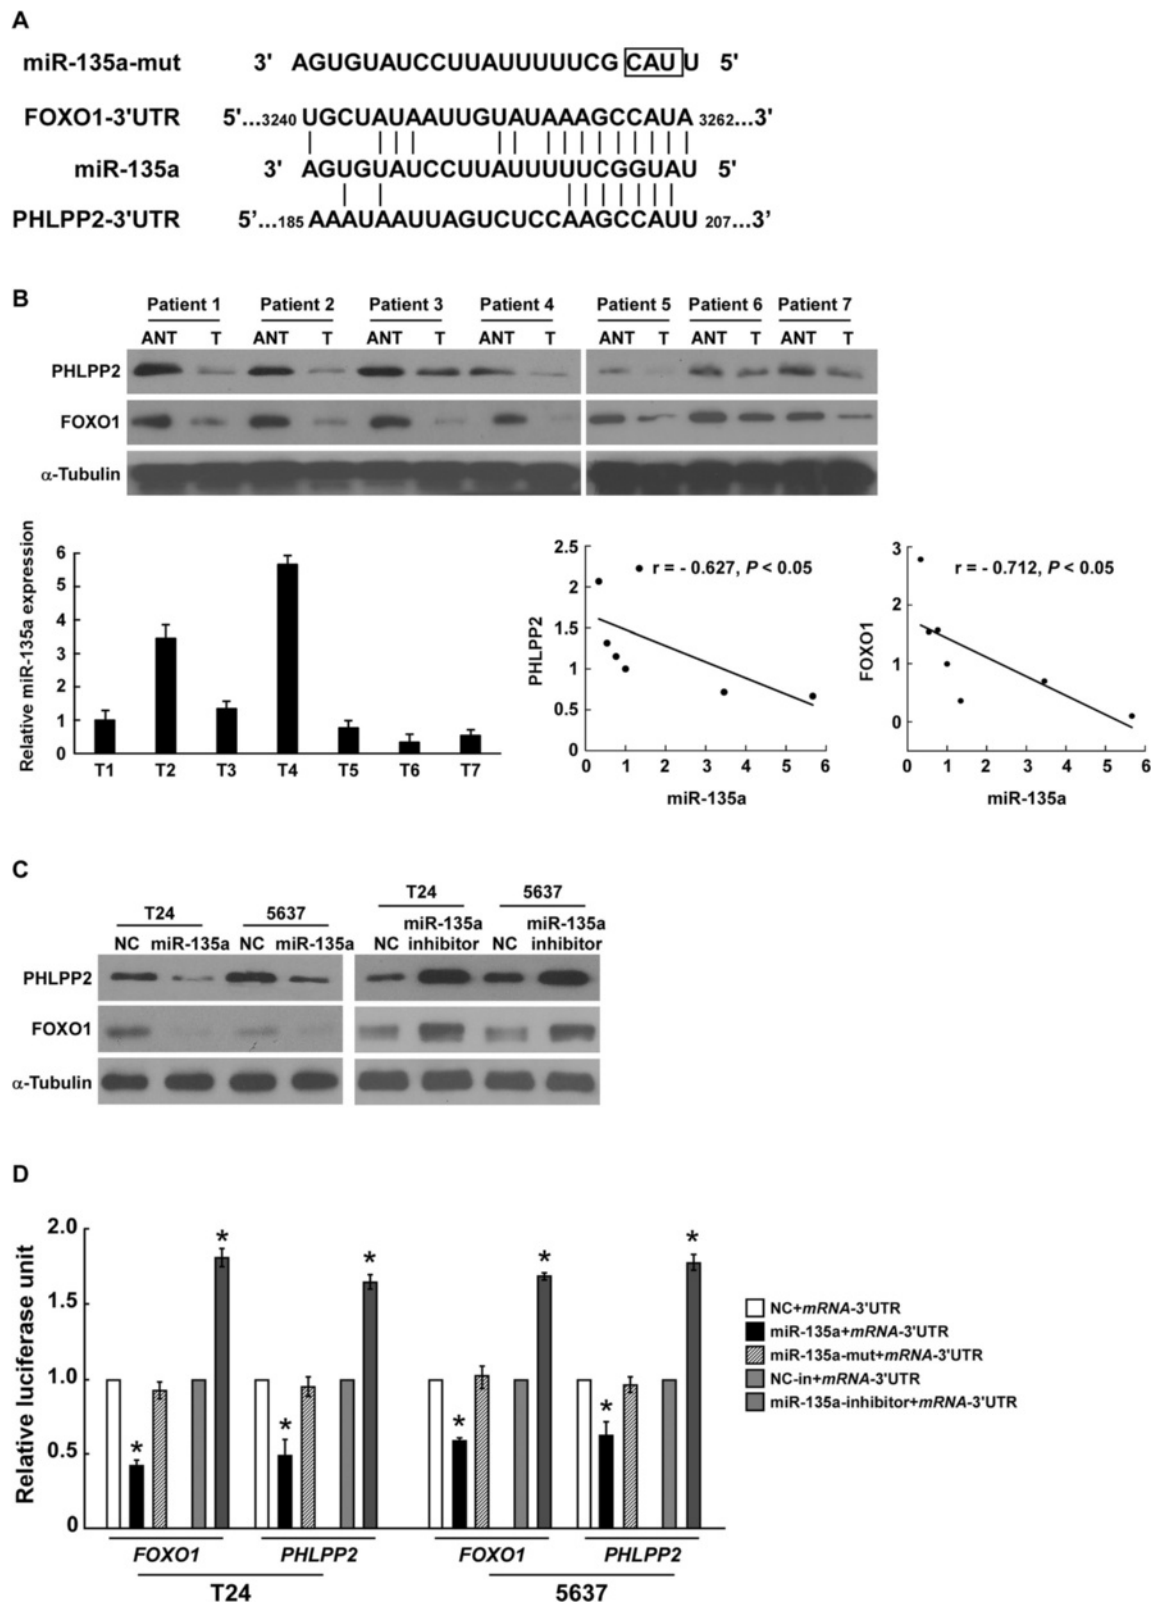 A
miR-135a-mut 3' AGUGUAUCCUUAUUUUUCG CAU U 5'
FOXO1-3'UTR 5'...3240 UGCUAUAAUUGUAUAAAGCCAUA 3262...3'
miR-135a 3' AGUGUAUCCUUAUUUUUCGGUAU 5'
PHLPP2-3'UTR 5'...185 AAAUAAUUAGUCUCCAAGCCAUU 207...3'
B
Patient 1 Patient 2 Patient 3 Patient 4 Patient 5 Patient 6 Patient 7
ANT T ANT T ANT T ANT T ANT T ANT T ANT T
PHLPP2
FOXO1
α-Tubulin
Relative miR-135a expression
6
5
4
3
2
1
0
T1 T2 T3 T4 T5 T6 T7
PHLPP2
2.5
2
1.5
1
0.5
0
r = - 0.627, P < 0.05
0 1 2 3 4 5 6
miR-135a
FOXO1
3
2
1
0
r = - 0.712, P < 0.05
0 1 2 3 4 5 6
miR-135a
C
T24 5637 T24 5637
NC miR-135a NC miR-135a NC miR-135a inhibitor NC miR-135a inhibitor
PHLPP2
FOXO1
α-Tubulin
D
Relative luciferase unit
2.0
1.5
1.0
0.5
0
* * * * * * * *
FOXO1 PHLPP2 FOXO1 PHLPP2
T24 5637
NC+mRNA-3'UTR
miR-135a+mRNA-3'UTR
miR-135a-mut+mRNA-3'UTR
NC-in+mRNA-3'UTR
miR-135a-inhibitor+mRNA-3'UTR